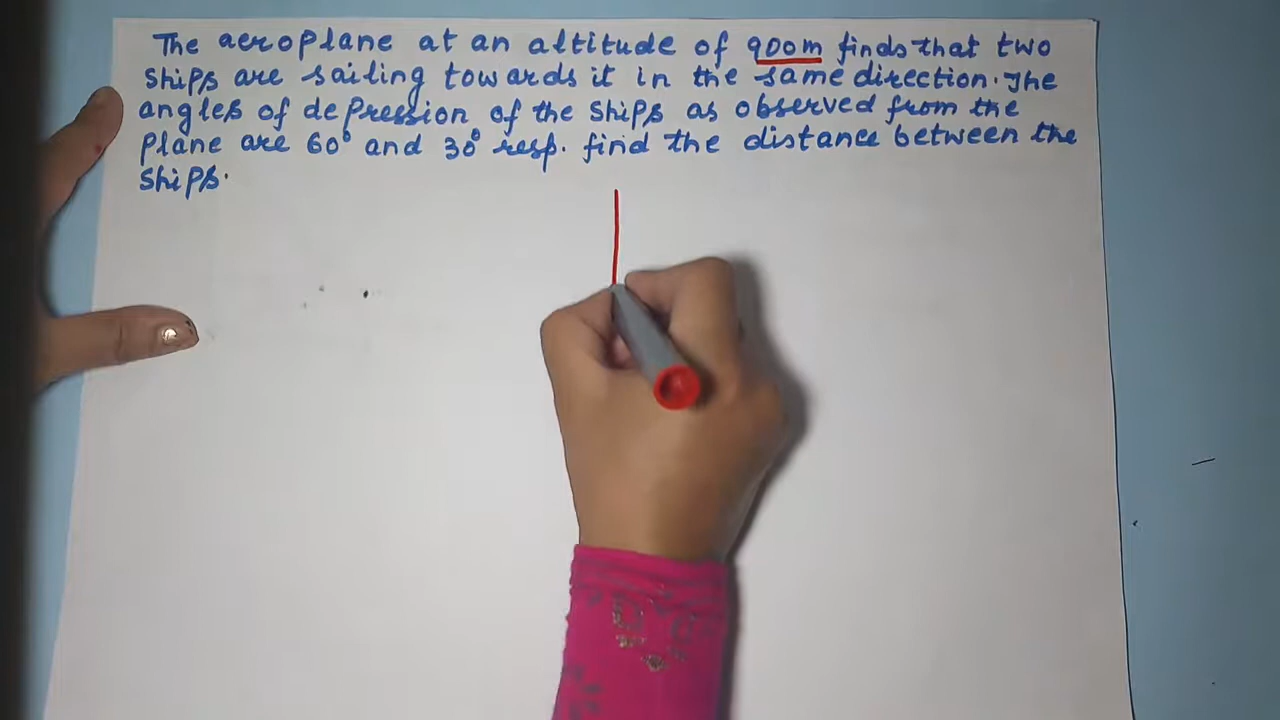 The aeroplane at an altitude of 900m finds that two
ships are sailing towards it in the same direction. The
angles of depression of the ships as observed from the
plane are 60° and 30° resp. find the distance between the
ships.